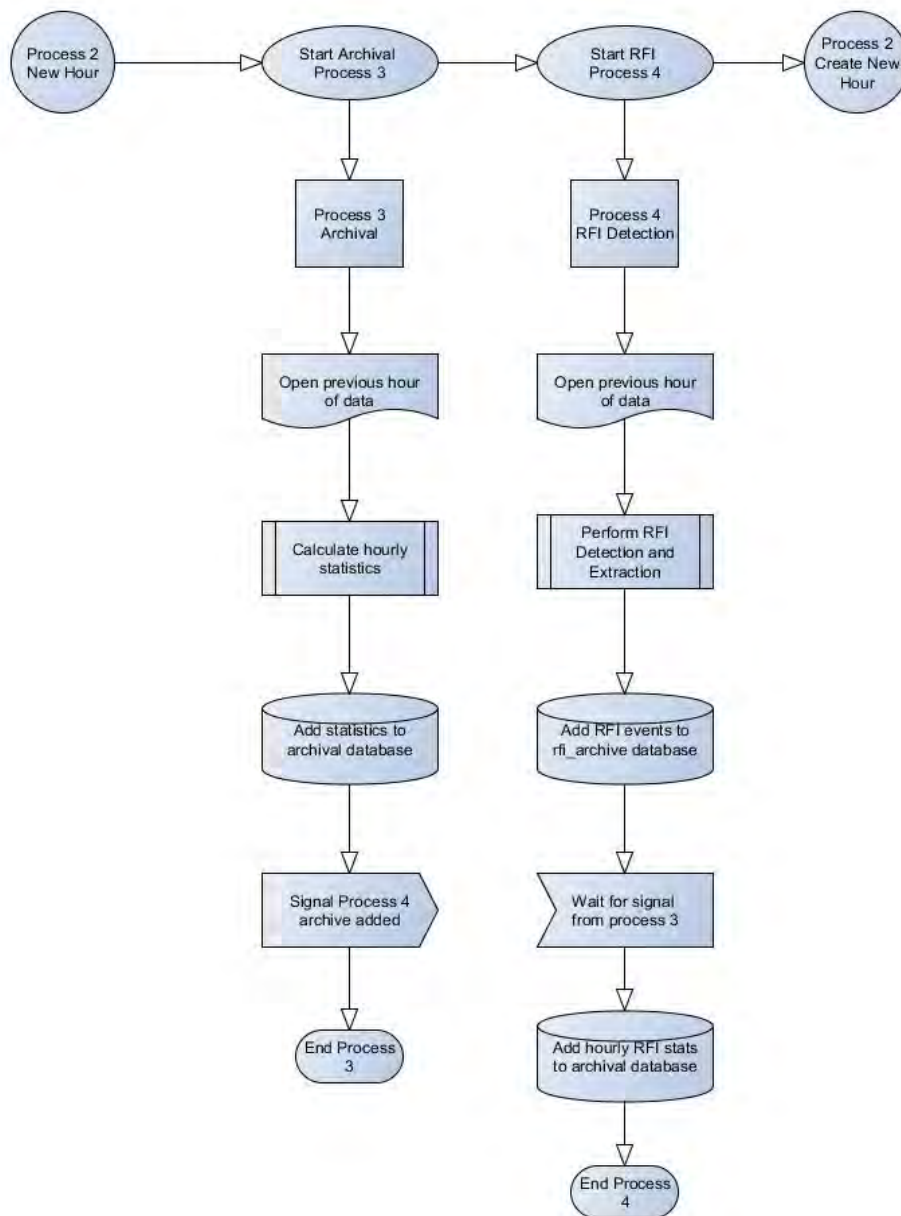 Process 2
New Hour
Start Archival
Process 3
Start RFI
Process 4
Process 2
Create New
Hour
Process 3
Archival
Process 4
RFI Detection
Open previous hour
of data
Open previous hour
of data
Calculate hourly
statistics
Perform RFI
Detection and
Extraction
Add statistics to
archival database
Add RFI events to
rfi_archive database
Signal Process 4
archive added
Wait for signal
from process 3
End Process
3
Add hourly RFI stats
to archival database
End Process
4